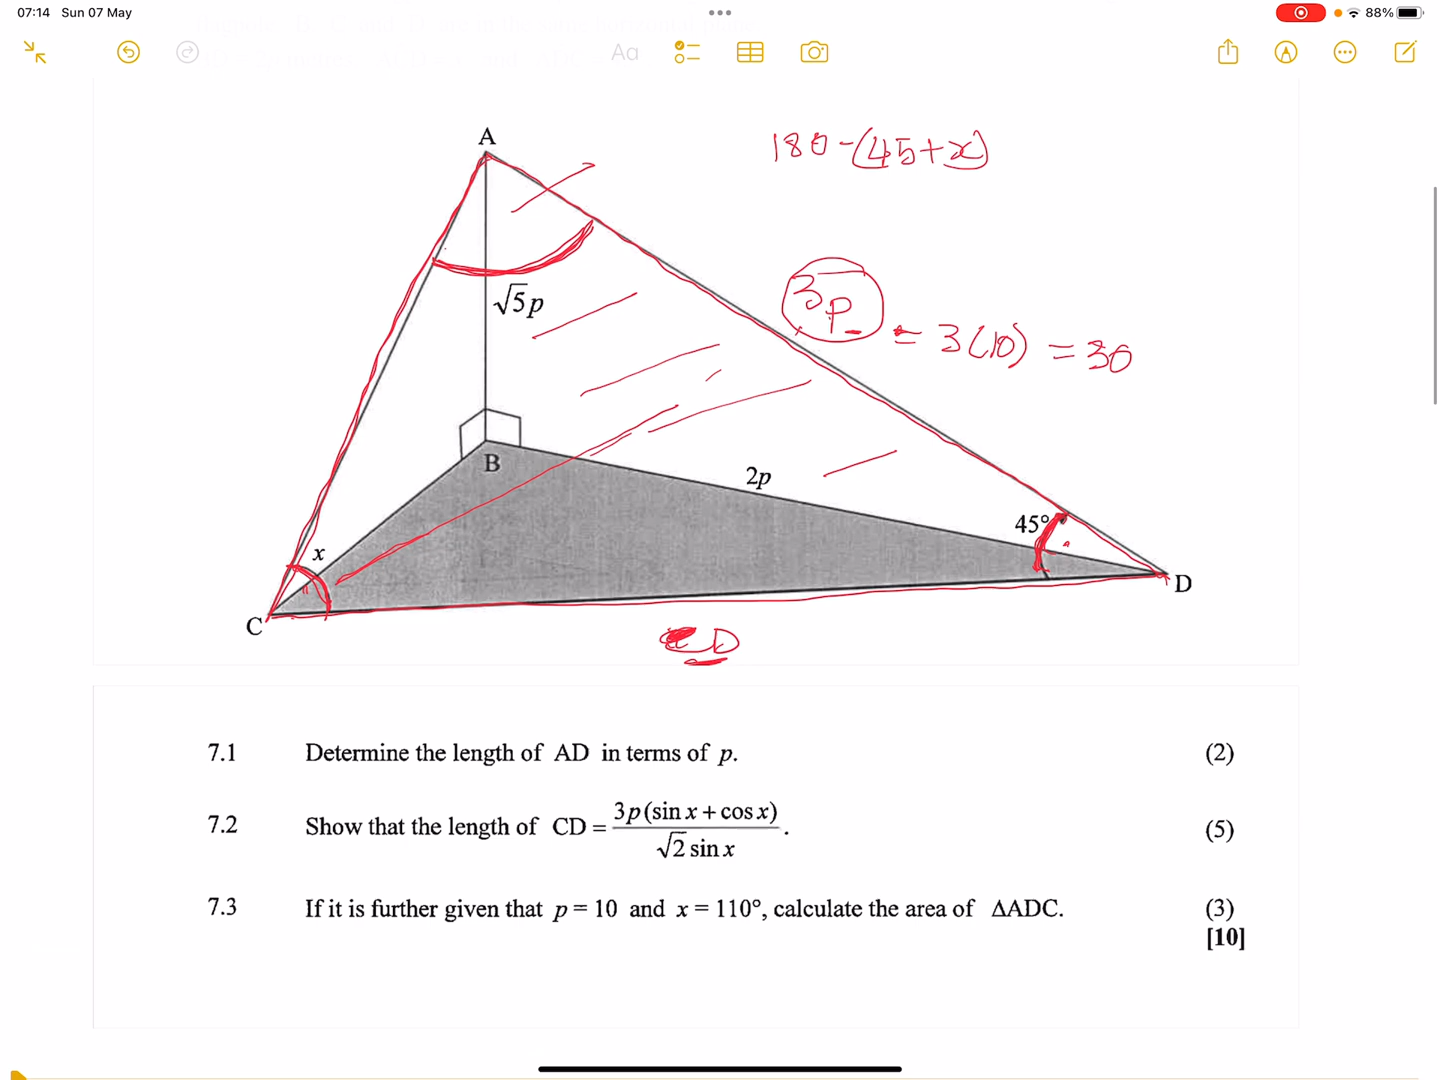 07:14 Sun 07 May
88%
Aa
A
180-(45+x)
√5p
3p
= 3(10) = 30
B
2p
45°
x
D
C
CD
7.1 Determine the length of AD in terms of p. (2)
7.2 Show that the length of CD = 3p(sin x + cos x) / √2 sin x . (5)
7.3 If it is further given that p = 10 and x = 110°, calculate the area of ΔADC. (3)
[10]